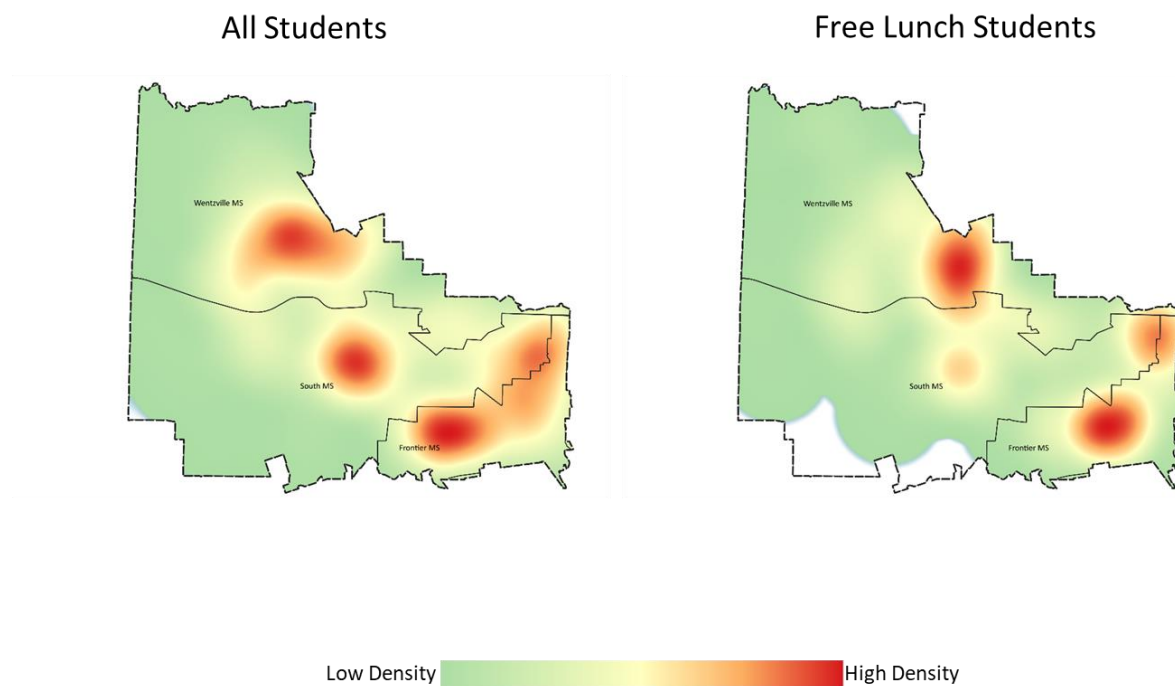 All Students
Free Lunch Students
Wentzville MS
Wentzville MS
South MS
South MS
Frontier MS
Frontier MS
Low Density
High Density